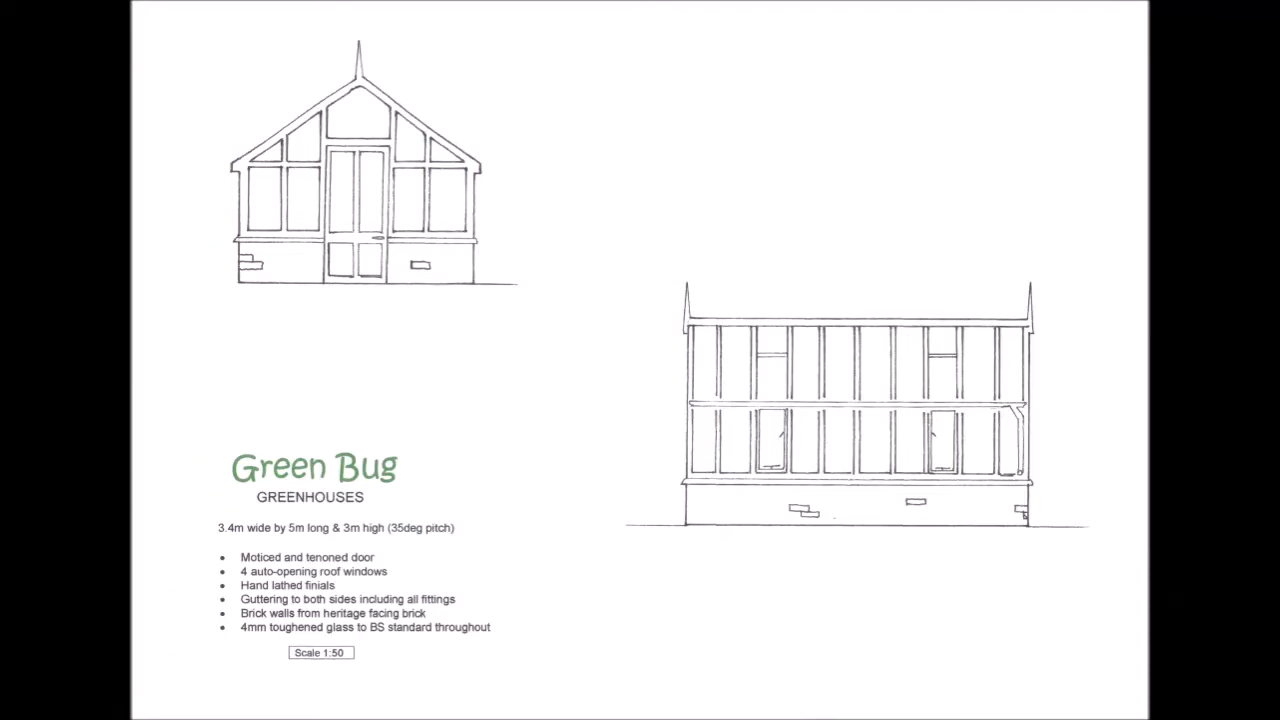 Green Bug
GREENHOUSES
3.4m wide by 5m long & 3m high (35deg pitch)
• Moticed and tenoned door
• 4 auto-opening roof windows
• Hand lathed finials
• Guttering to both sides including all fittings
• Brick walls from heritage facing brick
• 4mm toughened glass to BS standard throughout
Scale 1:50